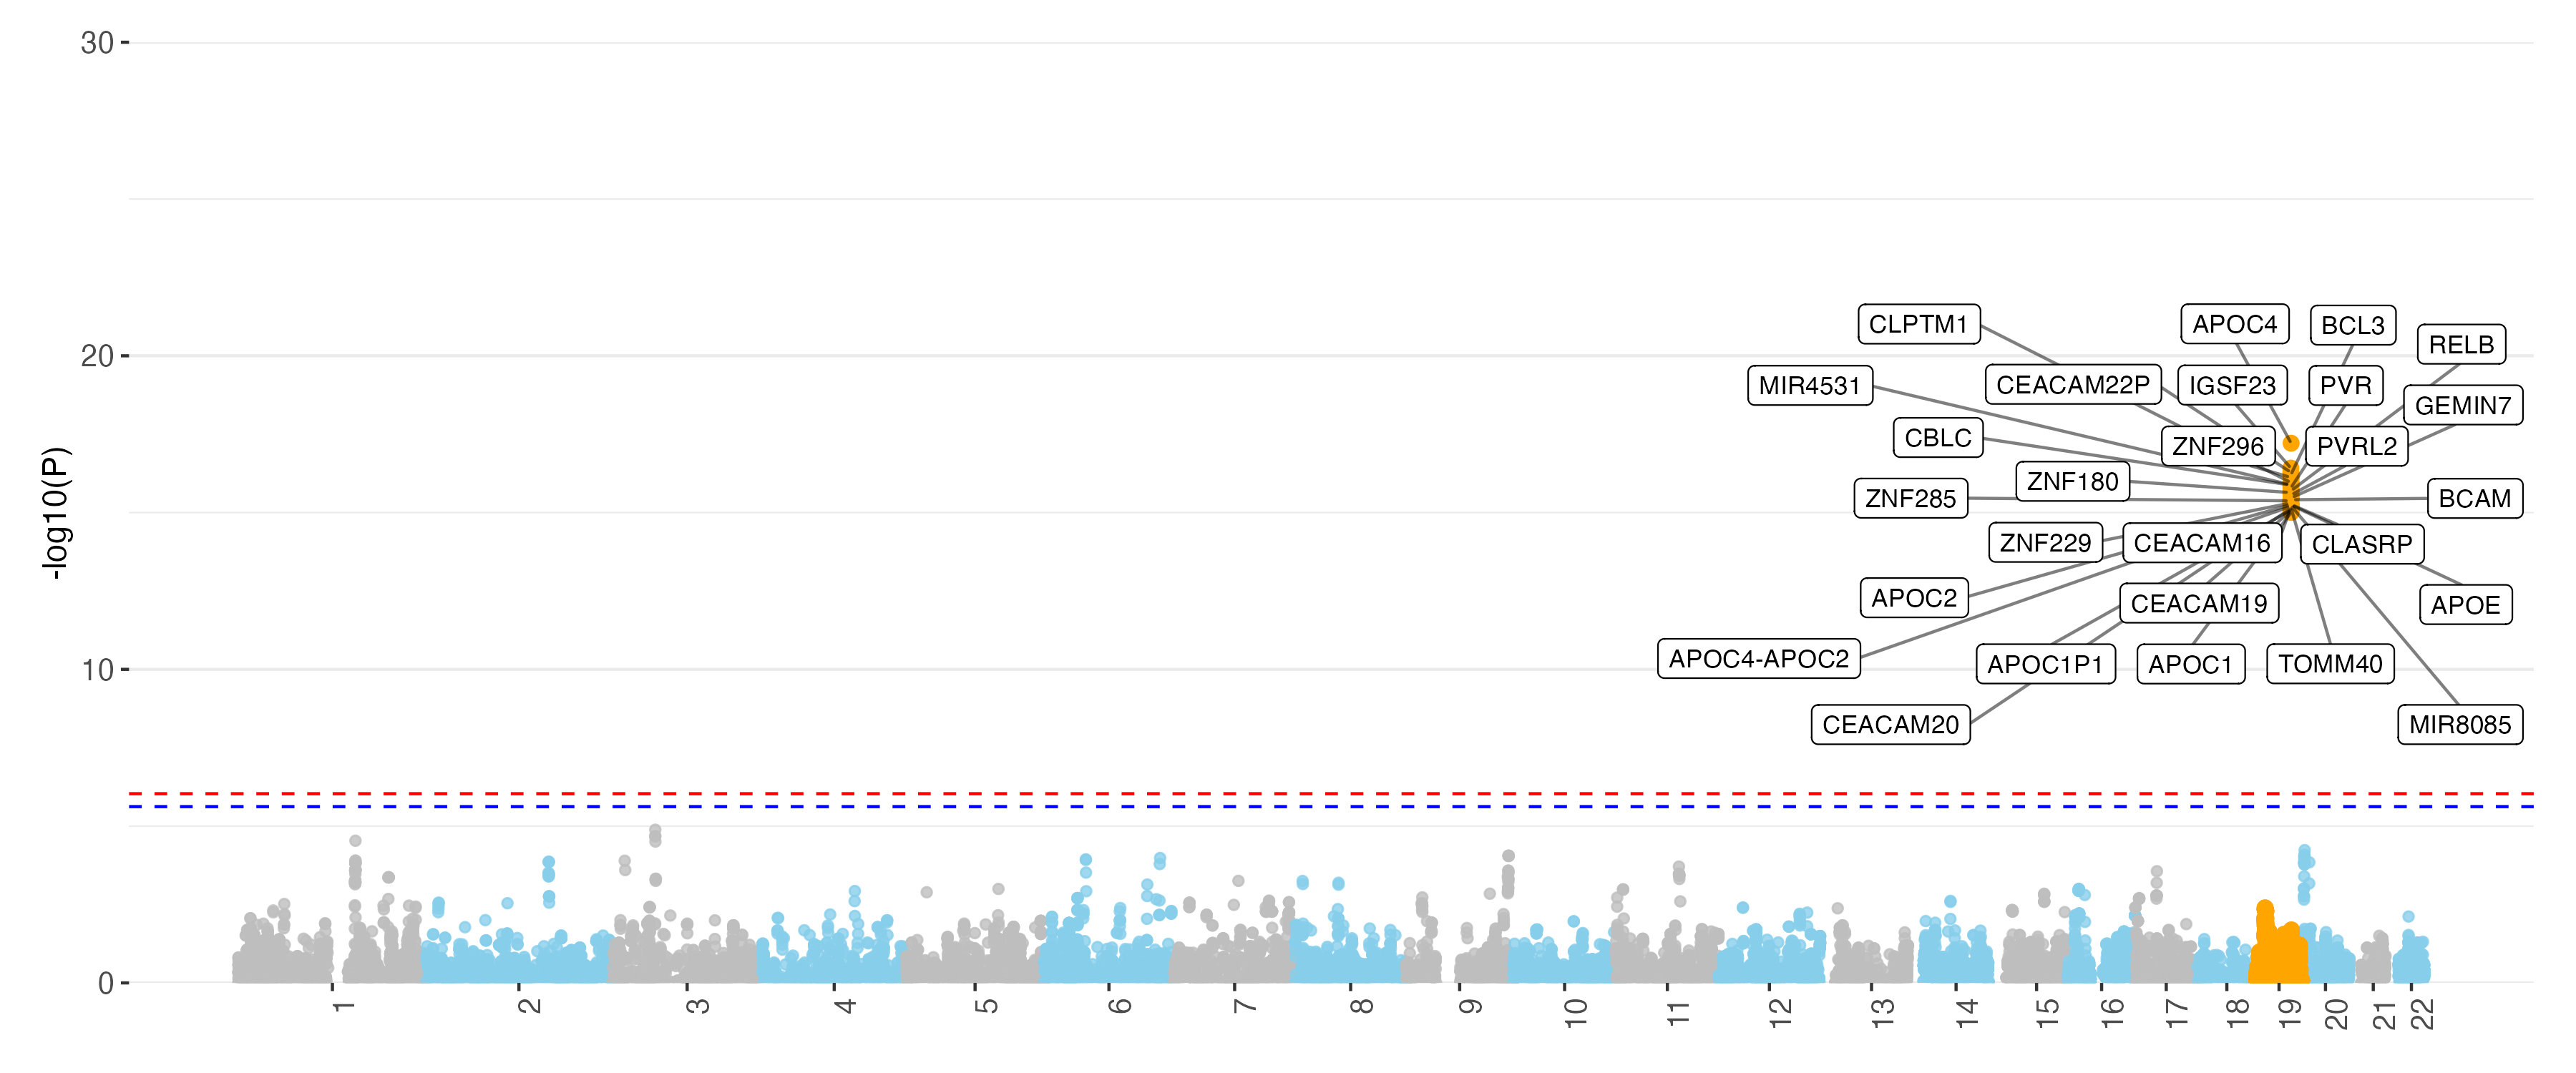 30
20
10
0
-log10(P)
CLPTM1
APOC4
BCL3
RELB
MIR4531
CEACAM22P
IGSF23
PVR
GEMIN7
CBLC
ZNF296
PVRL2
ZNF180
ZNF285
BCAM
ZNF229
CEACAM16
CLASRP
APOC2
CEACAM19
APOE
APOC4-APOC2
APOC1P1
APOC1
TOMM40
CEACAM20
MIR8085
1
2
3
4
5
6
7
8
9
10
11
12
13
14
15
16
17
18
19
20
21
22